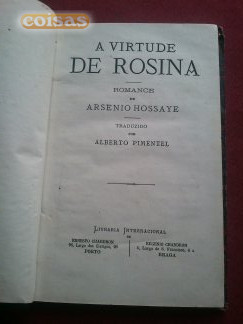 coisas
A VIRTUDE
DE ROSINA
ROMANCE
DE
ARSENIO HOSSAYE
TRADUZIDO
POR
ALBERTO PIMENTEL
LIVRARIA INTERNACIONAL
DE
ERNESTO CHARDRON
PORTO
EUGENIO CHARDRON
BRAGA